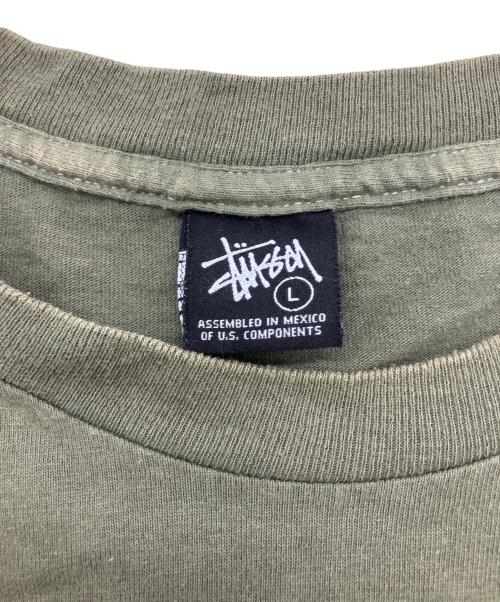 Stüssy
L
ASSEMBLED IN MEXICO
OF U.S. COMPONENTS